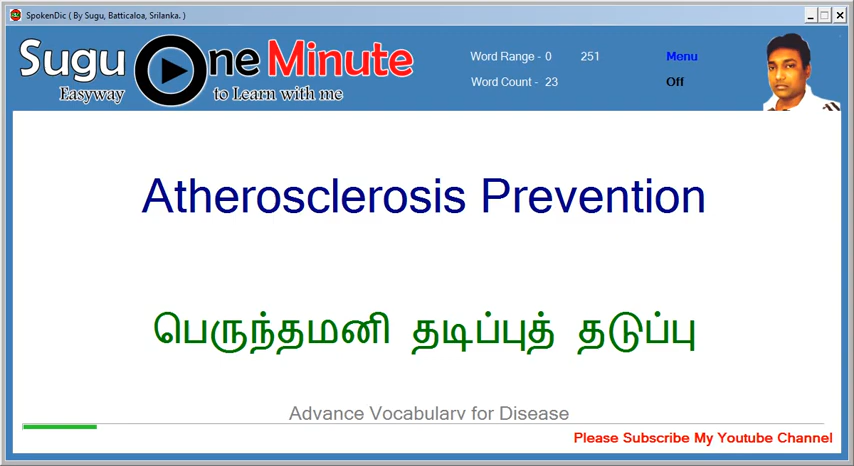 SpokenDic ( By Sugu, Batticaloa, Srilanka. )
Sugu One Minute
Easyway to Learn with me
Word Range - 0 251
Word Count - 23
Menu
Off
Atherosclerosis Prevention
பெருந்தமனி தடிப்புத் தடுப்பு
Advance Vocabulary for Disease
Please Subscribe My Youtube Channel